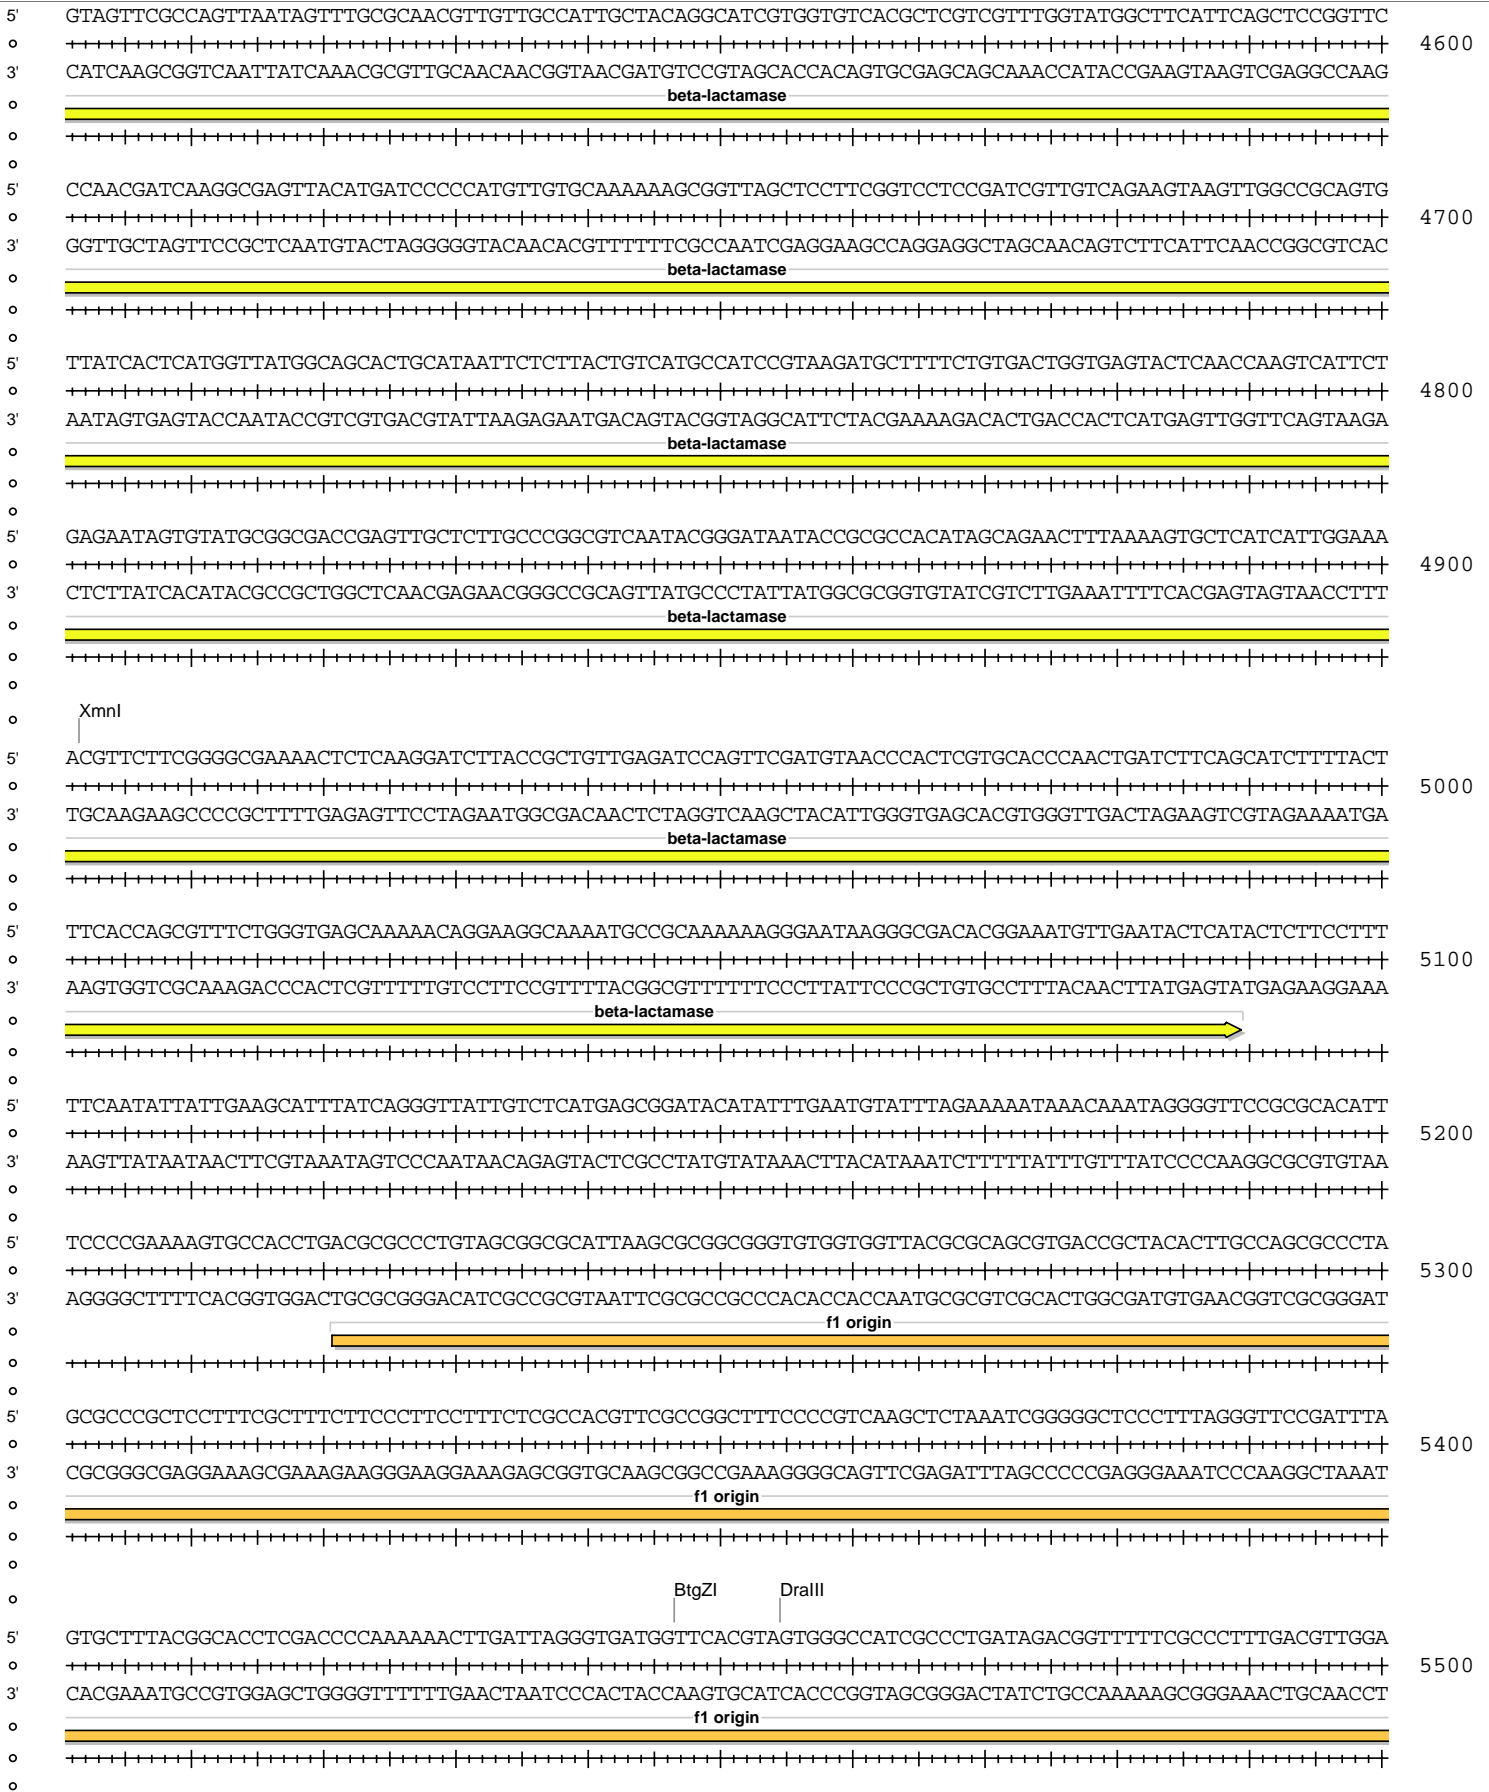 5' GTAGTTCGCCAGTTAATAGTTTGCGCAACGTTGTTGCCATTGCTACAGGCATCGTGGTGTCACGCTCGTCGTTTGGTATGGCTTCATTCAGCTCCGGTTC
4600
3' CATCAAGCGGTCAATTATCAAACGCGTTGCAACAACGGTAACGATGTCCGTAGCACCACAGTGCGAGCAGCAAACCATACCGAAGTAAGTCGAGGCCAAG
beta-lactamase
5' CCAACGATCAAGGCGAGTTACATGATCCCCCATGTTGTGCAAAAAAGCGGTTAGCTCCTTCGGTCCTCCGATCGTTGTCAGAAGTAAGTTGGCCGCAGTG
4700
3' GGTTGCTAGTTCCGCTCAATGTACTAGGGGGTACAACACGTTTTTTCGCCAATCGAGGAAGCCAGGAGGCTAGCAACAGTCTTCATTCAACCGGCGTCAC
beta-lactamase
5' TTATCACTCATGGTTATGGCAGCACTGCATAATTCTCTTACTGTCATGCCATCCGTAAGATGCTTTTCTGTGACTGGTGAGTACTCAACCAAGTCATTCT
4800
3' AATAGTGAGTACCAATACCGTCGTGACGTATTAAGAGAATGACAGTACGGTAGGCATTCTACGAAAAGACACTGACCACTCATGAGTTGGTTCAGTAAGA
beta-lactamase
5' GAGAATAGTGTATGCGGCGACCGAGTTGCTCTTGCCCGGCGTCAATACGGGATAATACCGCGCCACATAGCAGAACTTTAAAAGTGCTCATCATTGGAAA
4900
3' CTCTTATCACATACGCCGCTGGCTCAACGAGAACGGGCCGCAGTTATGCCCTATTATGGCGCGGTGTATCGTCTTGAAATTTTCACGAGTAGTAACCTTT
beta-lactamase
XmnI
5' ACGTTCTTCGGGGCGAAAACTCTCAAGGATCTTACCGCTGTTGAGATCCAGTTCGATGTAACCCACTCGTGCACCCAACTGATCTTCAGCATCTTTTACT
5000
3' TGCAAGAAGCCCCGCTTTTGAGAGTTCCTAGAATGGCGACAACTCTAGGTCAAGCTACATTGGGTGAGCACGTGGGTTGACTAGAAGTCGTAGAAAATGA
beta-lactamase
5' TTCACCAGCGTTTCTGGGTGAGCAAAAACAGGAAGGCAAAATGCCGCAAAAAAGGGAATAAGGGCGACACGGAAATGTTGAATACTCATACTCTTCCTTT
5100
3' AAGTGGTCGCAAAGACCCACTCGTTTTTGTCCTTCCGTTTTACGGCGTTTTTTCCCTTATTCCCGCTGTGCCTTTACAACTTATGAGTATGAGAAGGAAA
beta-lactamase
5' TTCAATATTATTGAAGCATTTATCAGGGTTATTGTCTCATGAGCGGATACATATTTGAATGTATTTAGAAAAATAAACAAATAGGGGTTCCGCGCACATT
5200
3' AAGTTATAATAACTTCGTAAATAGTCCCAATAACAGAGTACTCGCCTATGTATAAACTTACATAAATCTTTTTATTTGTTTATCCCCAAGGCGCGTGTAA
5' TCCCCGAAAAGTGCCACCTGACGCGCCCTGTAGCGGCGCATTAAGCGCGGCGGGTGTGGTGGTTACGCGCAGCGTGACCGCTACACTTGCCAGCGCCCTA
5300
3' AGGGGCTTTTCACGGTGGACTGCGCGGGACATCGCCGCGTAATTCGCGCCGCCCACACCACCAATGCGCGTCGCACTGGCGATGTGAACGGTCGCGGGAT
f1 origin
5' GCGCCCGCTCCTTTCGCTTTCTTCCCTTCCTTTCTCGCCACGTTCGCCGGCTTTCCCCGTCAAGCTCTAAATCGGGGGCTCCCTTTAGGGTTCCGATTTA
5400
3' CGCGGGCGAGGAAAGCGAAAGAAGGGAAGGAAAGAGCGGTGCAAGCGGCCGAAAGGGGCAGTTCGAGATTTAGCCCCCGAGGGAAATCCCAAGGCTAAAT
f1 origin
BtgZI DraIII
5' GTGCTTTACGGCACCTCGACCCCAAAAAACTTGATTAGGGTGATGGTTCACGTAGTGGGCCATCGCCCTGATAGACGGTTTTTCGCCCTTTGACGTTGGA
5500
3' CACGAAATGCCGTGGAGCTGGGGTTTTTTGAACTAATCCCACTACCAAGTGCATCACCCGGTAGCGGGACTATCTGCCAAAAAGCGGGAAACTGCAACCT
f1 origin